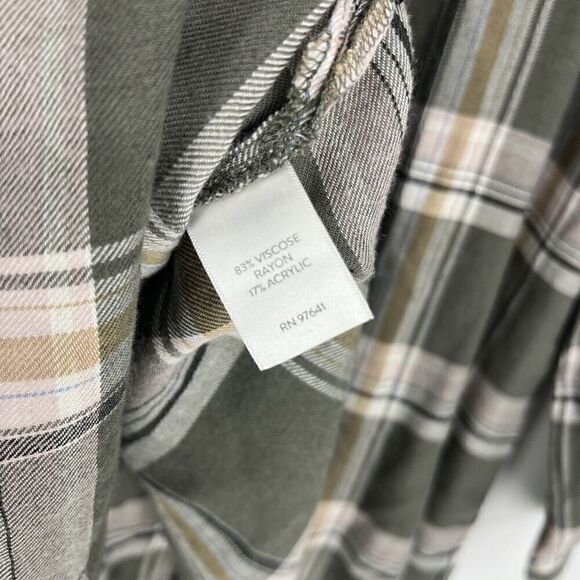 83% VISCOSE
RAYON
17% ACRYLIC
RN 97641